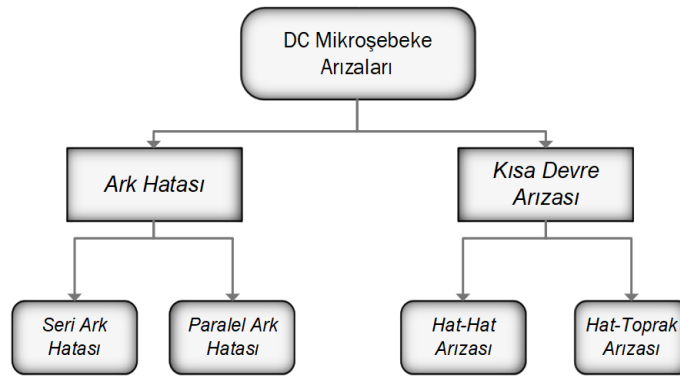 DC Mikroşebeke
Arızaları
Ark Hatası
Kısa Devre
Arızası
Seri Ark
Hatası
Paralel Ark
Hatası
Hat-Hat
Arızası
Hat-Toprak
Arızası